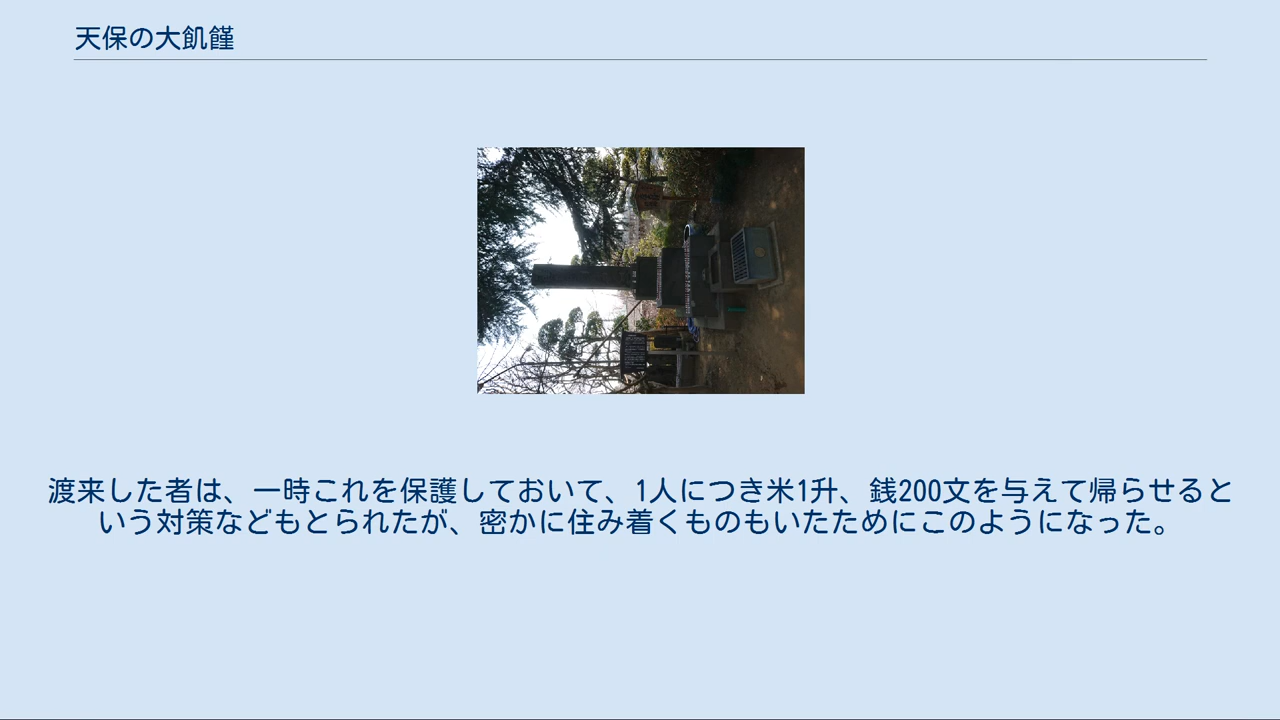 天保の大飢饉
渡来した者は、一時これを保護しておいて、1人につき米1升、銭200文を与えて帰らせると
いう対策などもとられたが、密かに住み着くものもいたためにこのようになった。